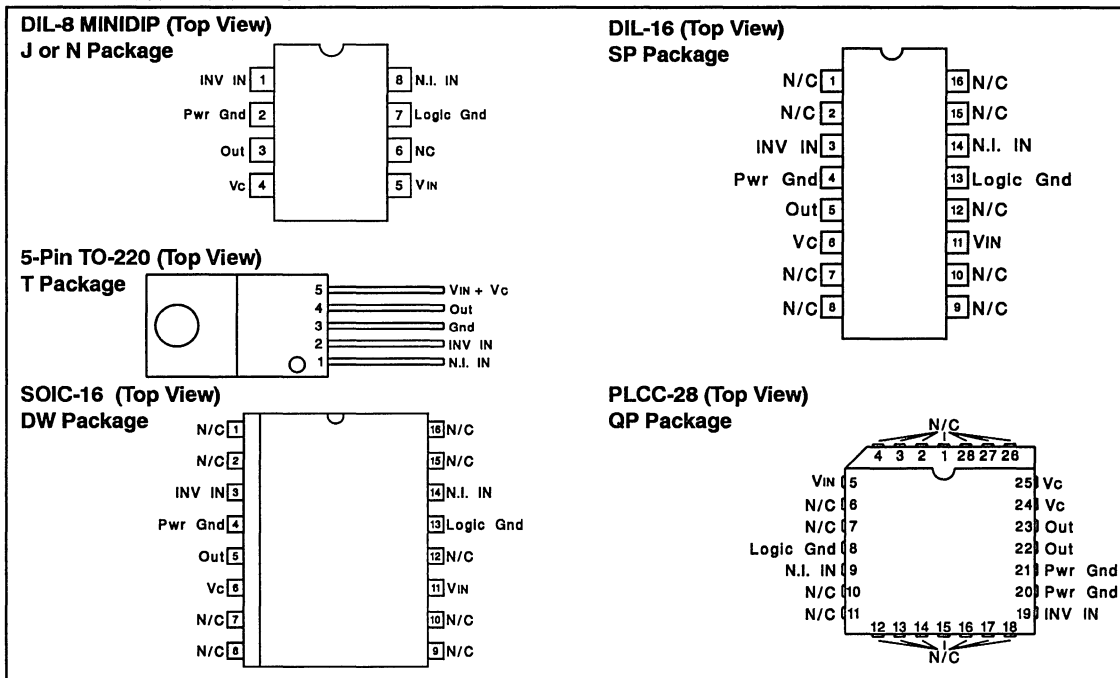 DIL-8 MINIDIP (Top View)
J or N Package
INV IN 1
8 N.I. IN
Pwr Gnd 2
7 Logic Gnd
Out 3
6 NC
Vc 4
5 VIN
DIL-16 (Top View)
SP Package
N/C 1
16 N/C
N/C 2
15 N/C
INV IN 3
14 N.I. IN
Pwr Gnd 4
13 Logic Gnd
Out 5
12 N/C
Vc 6
11 VIN
N/C 7
10 N/C
N/C 8
9 N/C
5-Pin TO-220 (Top View)
T Package
5 VIN + Vc
4 Out
3 Gnd
2 INV IN
1 N.I. IN
SOIC-16 (Top View)
DW Package
N/C 1
16 N/C
N/C 2
15 N/C
INV IN 3
14 N.I. IN
Pwr Gnd 4
13 Logic Gnd
Out 5
12 N/C
Vc 6
11 VIN
N/C 7
10 N/C
N/C 8
9 N/C
PLCC-28 (Top View)
QP Package
N/C
4 3 2 1 28 27 26
VIN 5
25 Vc
N/C 6
24 Vc
N/C 7
23 Out
Logic Gnd 8
22 Out
N.I. IN 9
21 Pwr Gnd
N/C 10
20 Pwr Gnd
N/C 11
19 INV IN
12 13 14 15 16 17 18
N/C